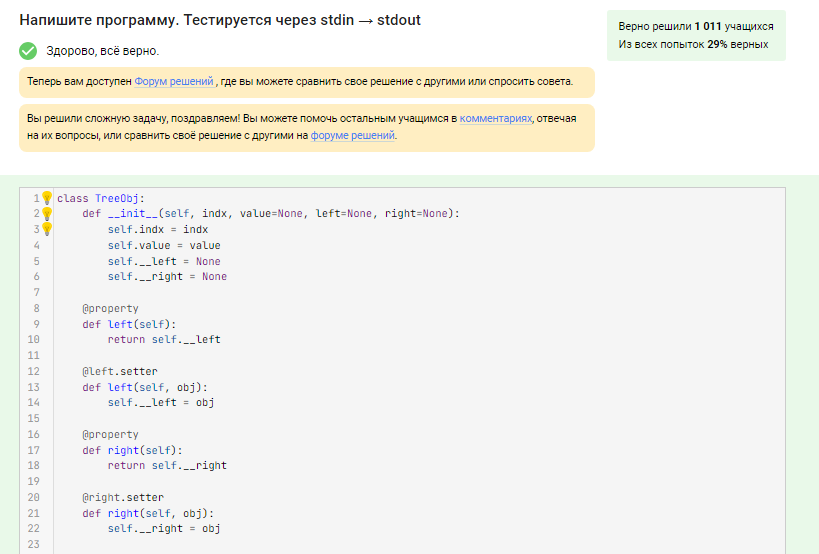 Напишите программу. Тестируется через stdin → stdout
Верно решили 1 011 учащихся
Из всех попыток 29% верных
Здорово, всё верно.
Теперь вам доступен Форум решений , где вы можете сравнить свое решение с другими или спросить совета.
Вы решили сложную задачу, поздравляем! Вы можете помочь остальным учащимся в комментариях, отвечая
на их вопросы, или сравнить своё решение с другими на форуме решений.
1 class TreeObj:
2     def __init__(self, indx, value=None, left=None, right=None):
3         self.indx = indx
4         self.value = value
5         self.__left = None
6         self.__right = None
7
8     @property
9     def left(self):
10         return self.__left
11
12     @left.setter
13     def left(self, obj):
14         self.__left = obj
15
16     @property
17     def right(self):
18         return self.__right
19
20     @right.setter
21     def right(self, obj):
22         self.__right = obj
23